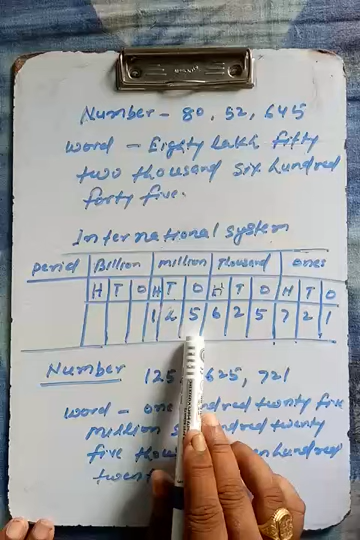 Number - 80, 52, 645
word - Eighty lakh fifty
two thousand six hundred
forty five.
International system
Period Billion million thousand ones
H T O H T O H T O H T O
1 2 5 6 2 5 7 2 1
Number 125, 625, 721
word - one twenty five
million twenty
five hundred